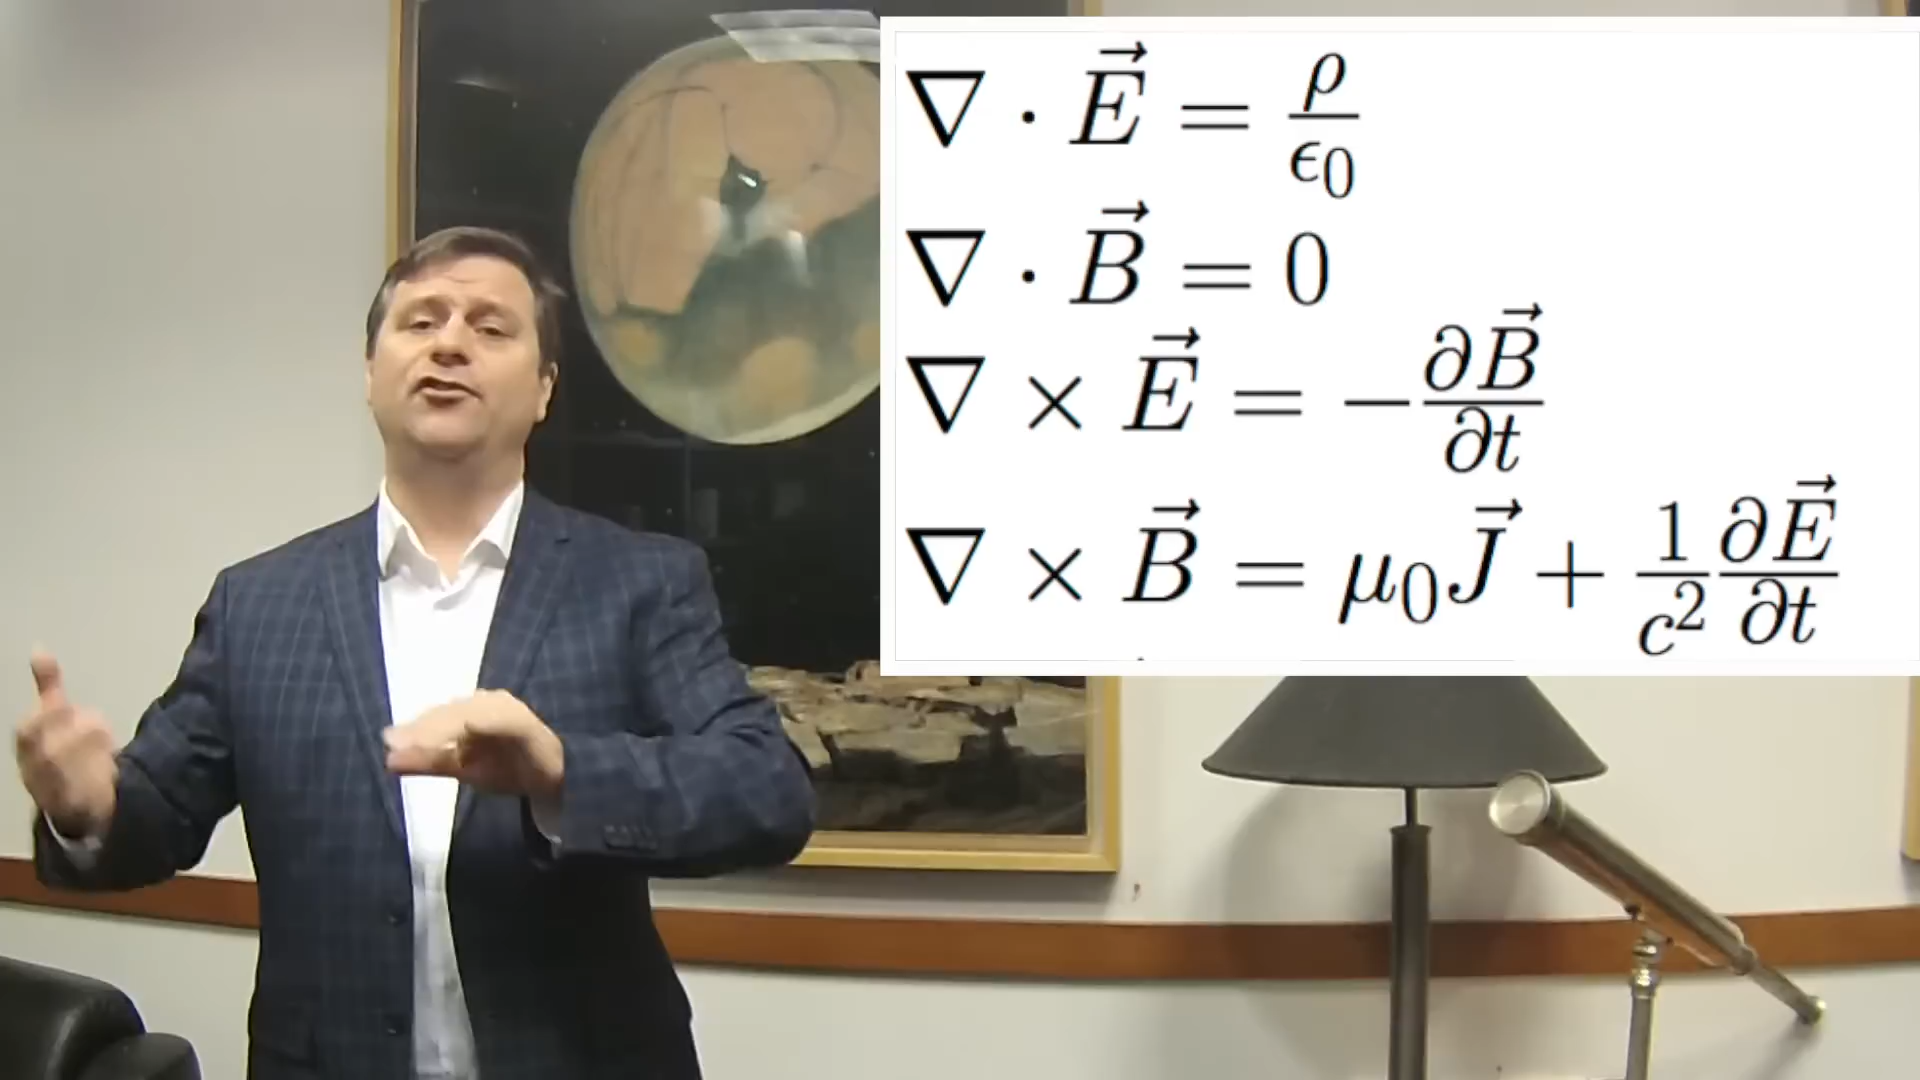 ∇ · E⃗ = ρ/ϵ₀
∇ · B⃗ = 0
∇ × E⃗ = −∂B⃗/∂t
∇ × B⃗ = μ₀J⃗ + 1/c² ∂E⃗/∂t